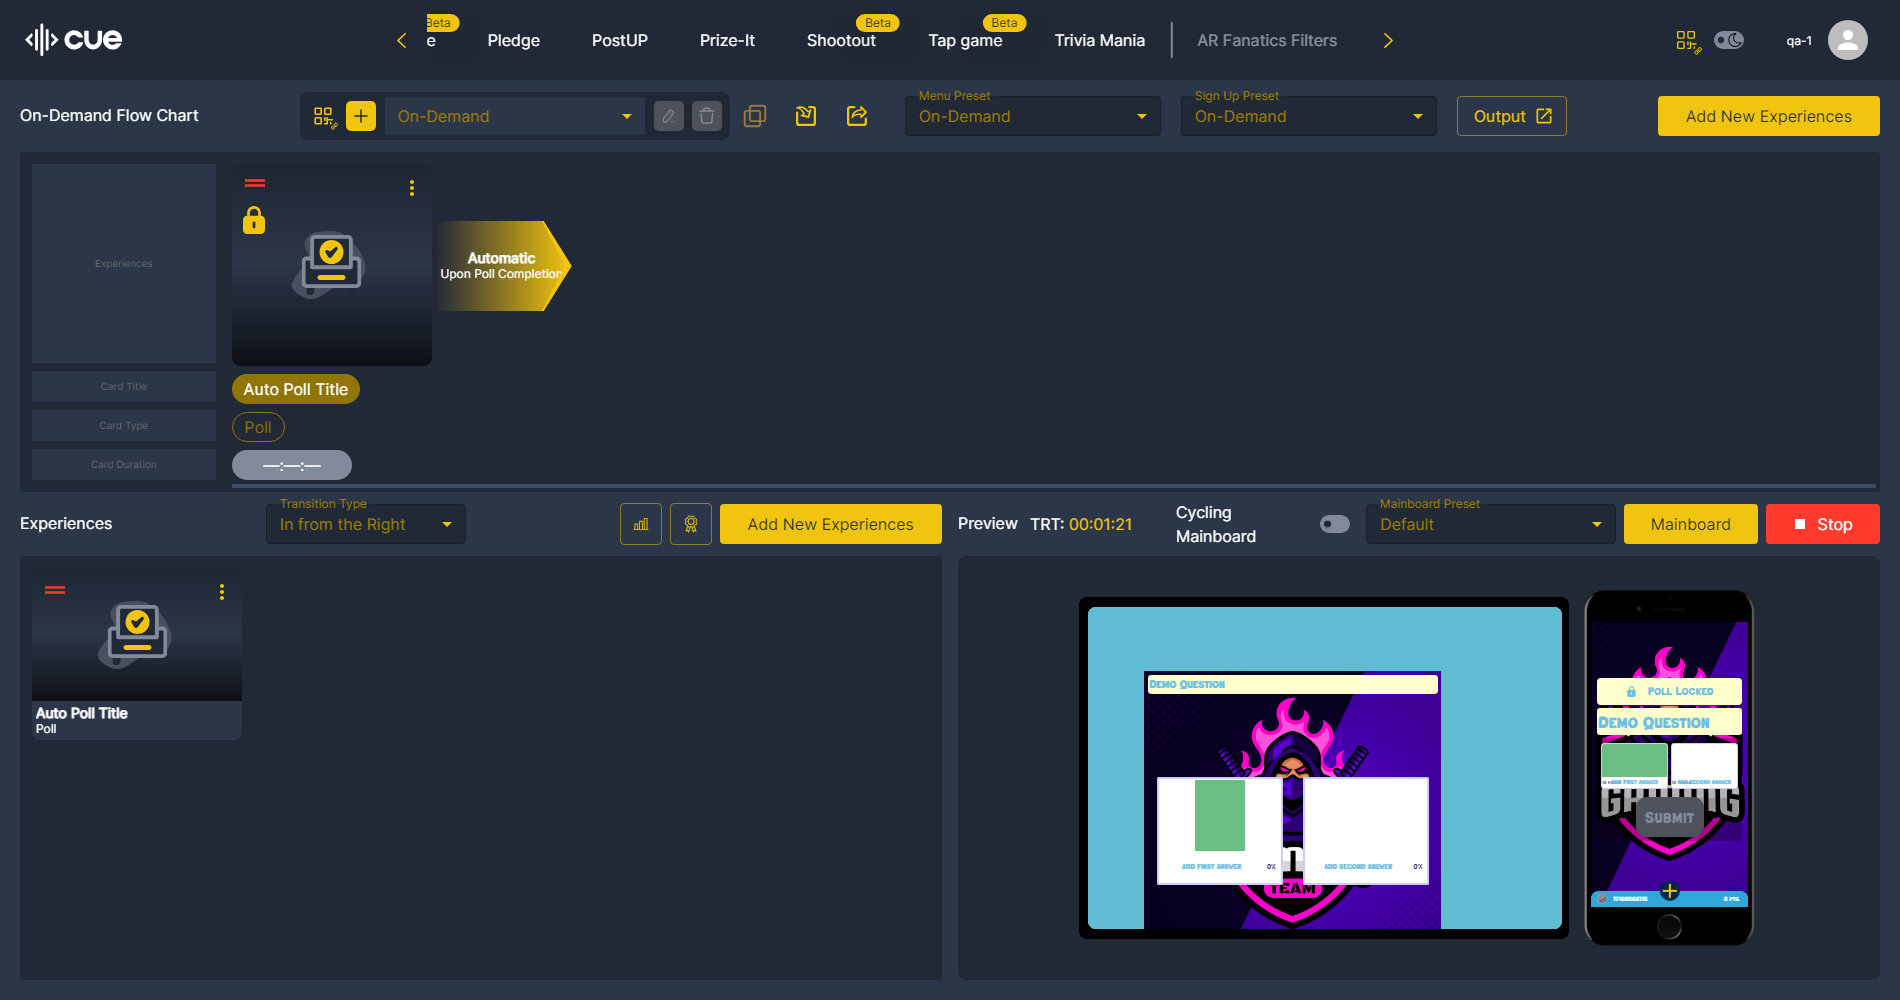 cue
e
Beta
Pledge
PostUP
Prize-It
Shootout
Beta
Tap game
Beta
Trivia Mania
AR Fanatics Filters
qa-1
On-Demand Flow Chart
On-Demand
Menu Preset
On-Demand
Sign Up Preset
On-Demand
Output
Add New Experiences
Experiences
Automatic
Upon Poll Completion
Card Title
Auto Poll Title
Card Type
Poll
Card Duration
—:—:—
Experiences
Transition Type
In from the Right
Add New Experiences
Preview
TRT: 00:01:21
Cycling
Mainboard
Mainboard Preset
Default
Mainboard
Stop
Auto Poll Title
Poll
Demo Question
Add First Answer
0%
Add Second Answer
0%
TEAM
Poll Locked
Demo Question
Add First Answer
Add Second Answer
GAMING
Submit
0 PTS.